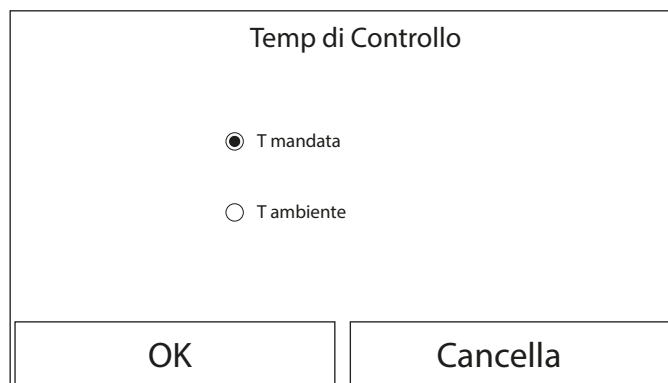 Temp di Controllo
T mandata
T ambiente
OK
Cancella